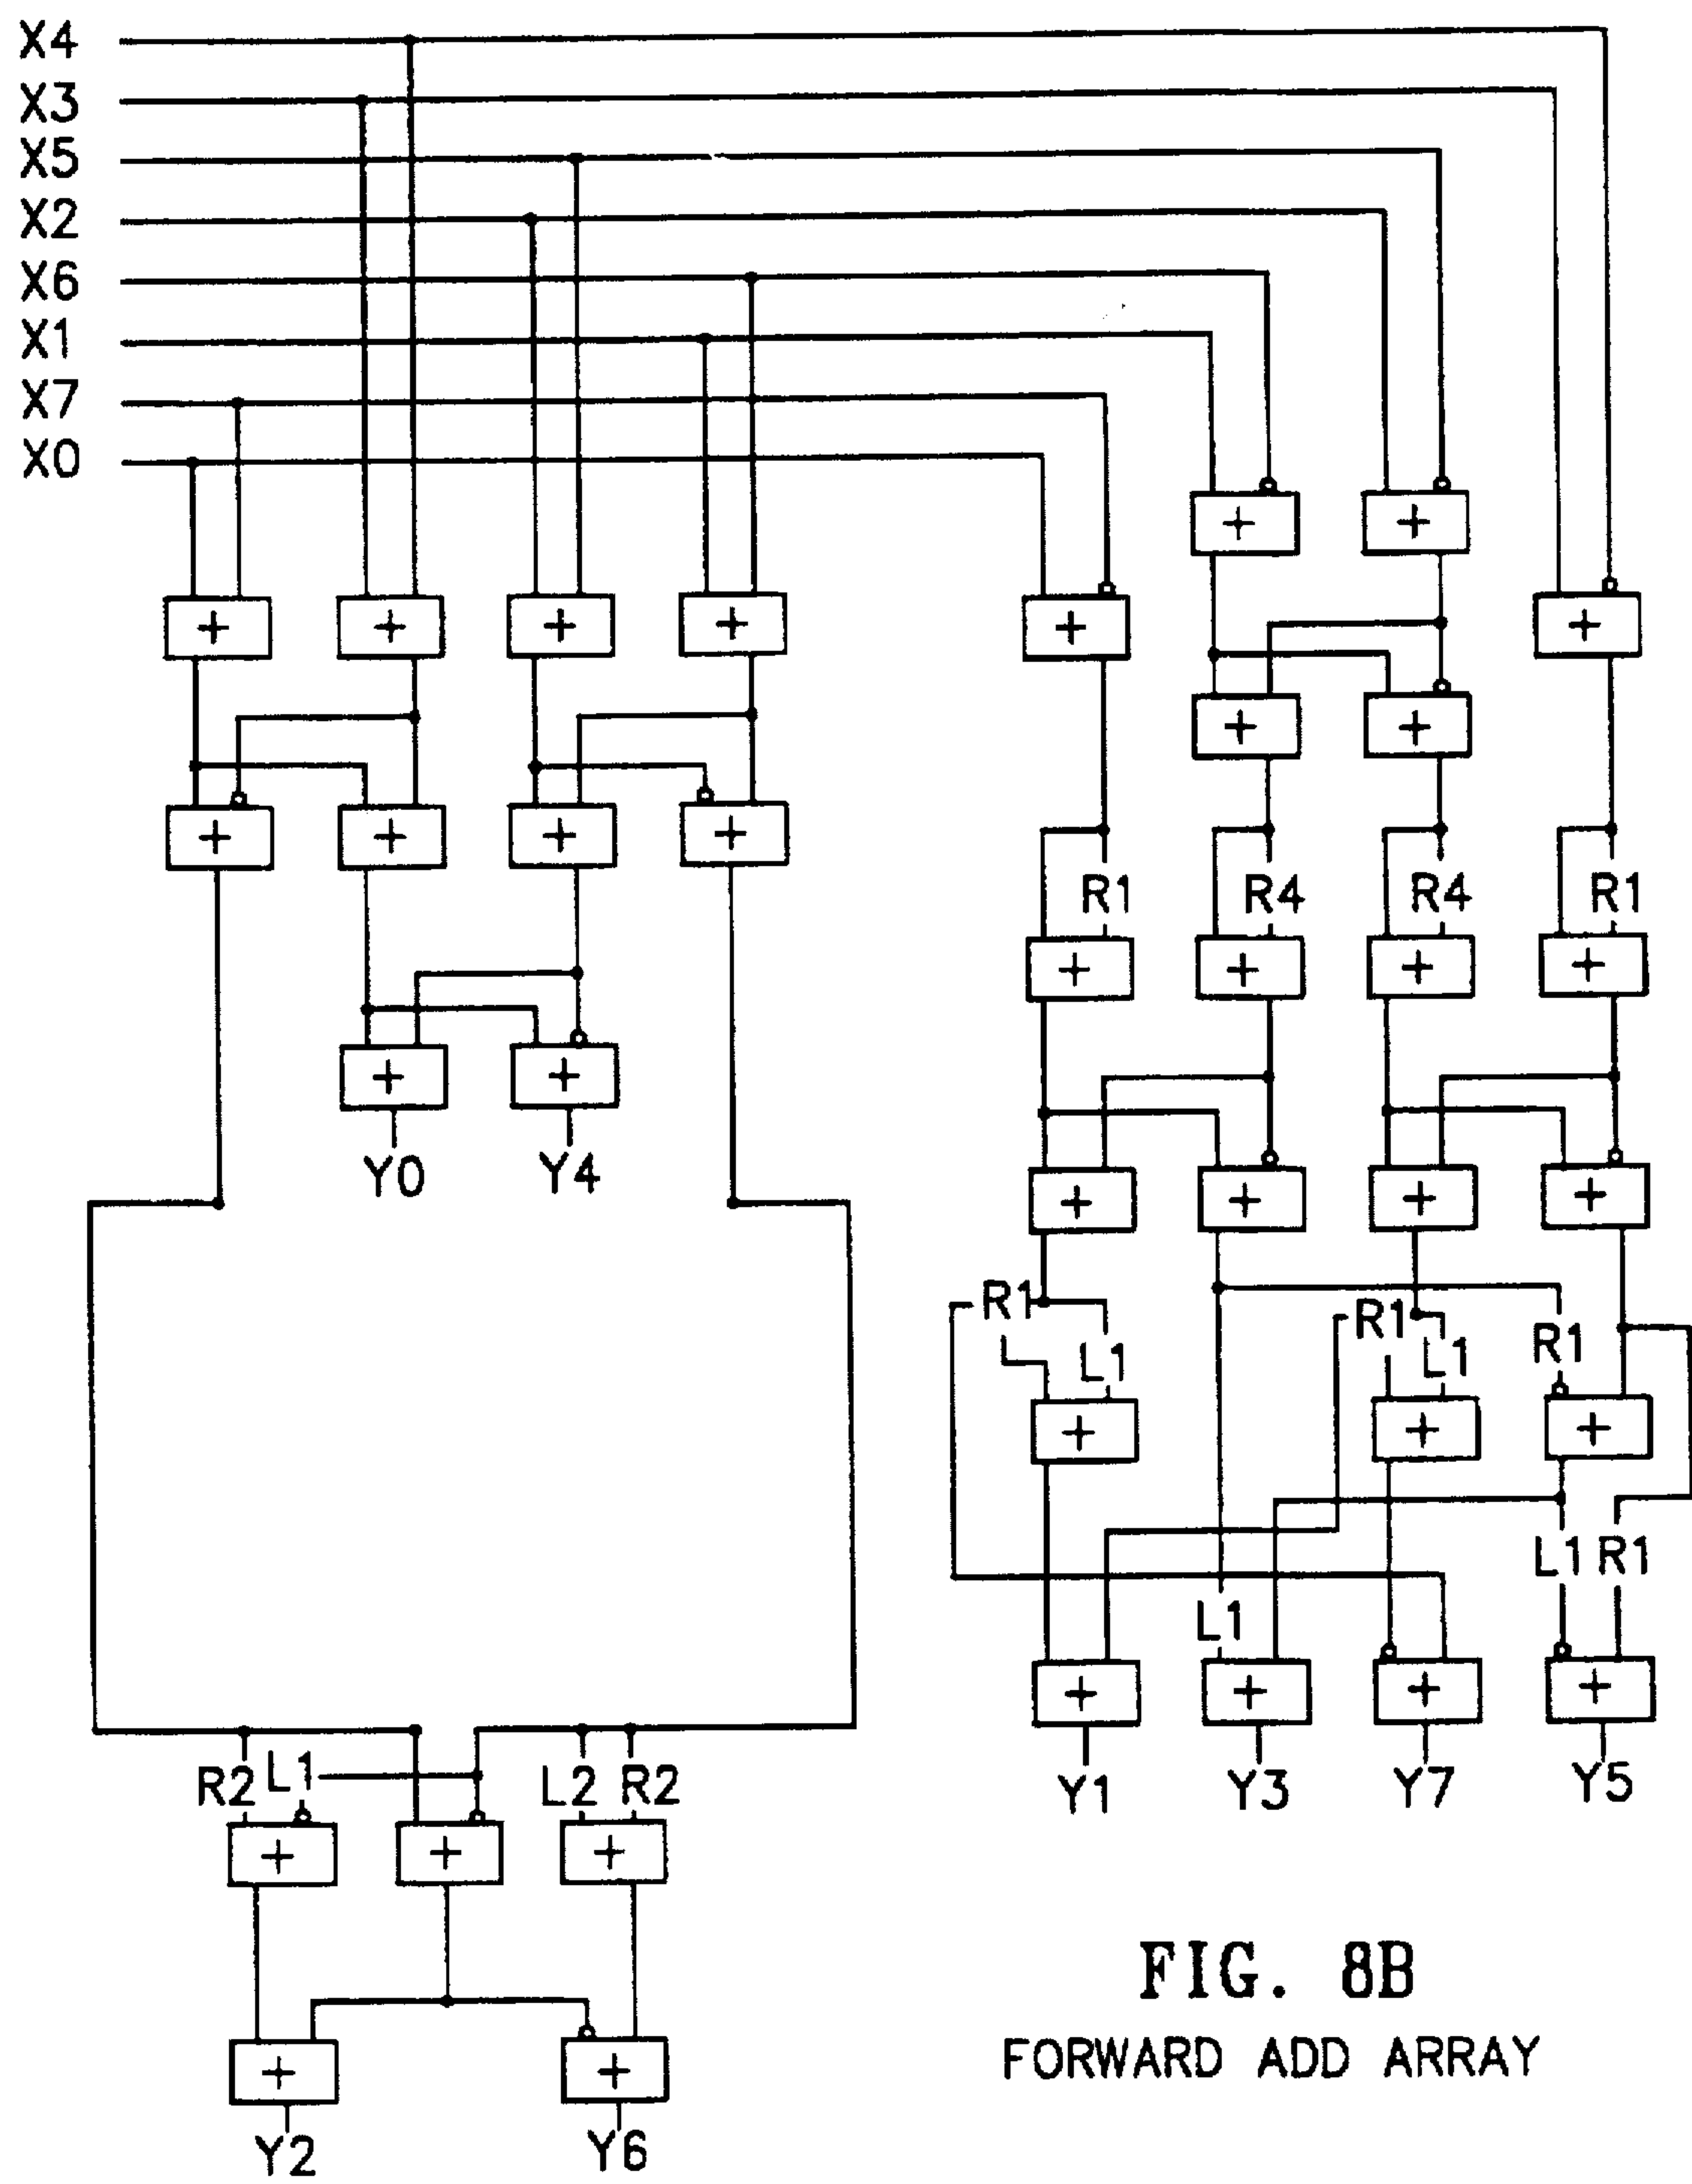 X4
X3
X5
X2
X6
X1
X7
X0
+ +
+ + + + + +
+ +
+ + + +
R1 R4 R4 R1
+ + + +
+ +
Y0 Y4
+ + + +
R1 L1 R1 L1 R1
+ + +
L1 R1
L1
+ + + +
Y1 Y3 Y7 Y5
R2 L1 L2 R2
+ + +
+ +
Y2 Y6
FIG. 8B
FORWARD ADD ARRAY